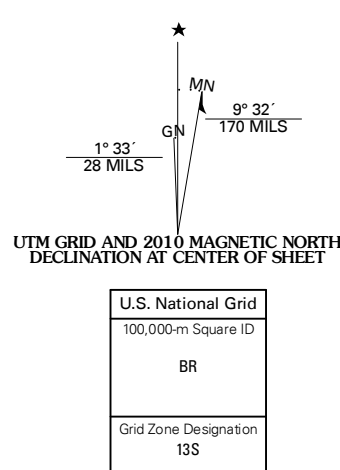 ★
MN
GN
9° 32´
170 MILS
1° 33´
28 MILS
UTM GRID AND 2010 MAGNETIC NORTH
DECLINATION AT CENTER OF SHEET
U.S. National Grid
100,000-m Square ID
BR
Grid Zone Designation
13S